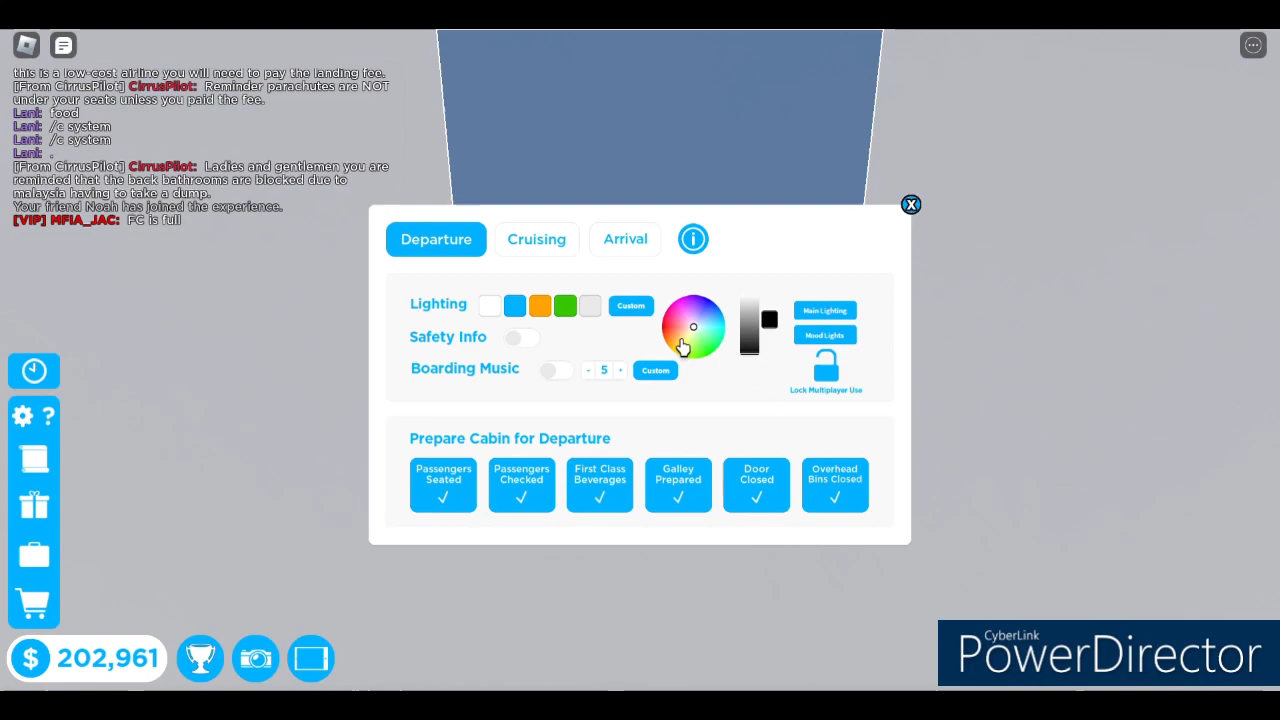 this is a low-cost airline you will need to pay the landing fee.
[From CirrusPilot] CirrusPilot: Reminder parachutes are NOT
under your seats unless you paid the fee.
Lani: food
Lani: /c system
Lani: /c system
Lani: .
[From CirrusPilot] CirrusPilot: Ladies and gentlemen you are
reminded that the back bathrooms are blocked due to
malaysia having to take a dump.
Your friend Noah has joined the experience.
[VIP] MFIA_JAC: FC is full
X
Departure Cruising Arrival i
Lighting Custom
Main Lighting
Safety Info
Mood Lights
Boarding Music - 5 + Custom
Lock Multiplayer Use
Prepare Cabin for Departure
Passengers Seated ✓
Passengers Checked ✓
First Class Beverages ✓
Galley Prepared ✓
Door Closed ✓
Overhead Bins Closed ✓
?
$ 202,961
CyberLink
PowerDirector